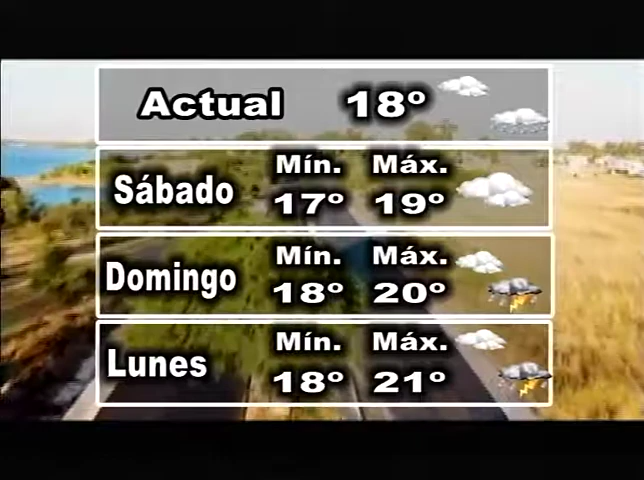 Actual 18º
Mín. Máx.
Sábado 17º 19º
Mín. Máx.
Domingo 18º 20º
Mín. Máx.
Lunes 18º 21º